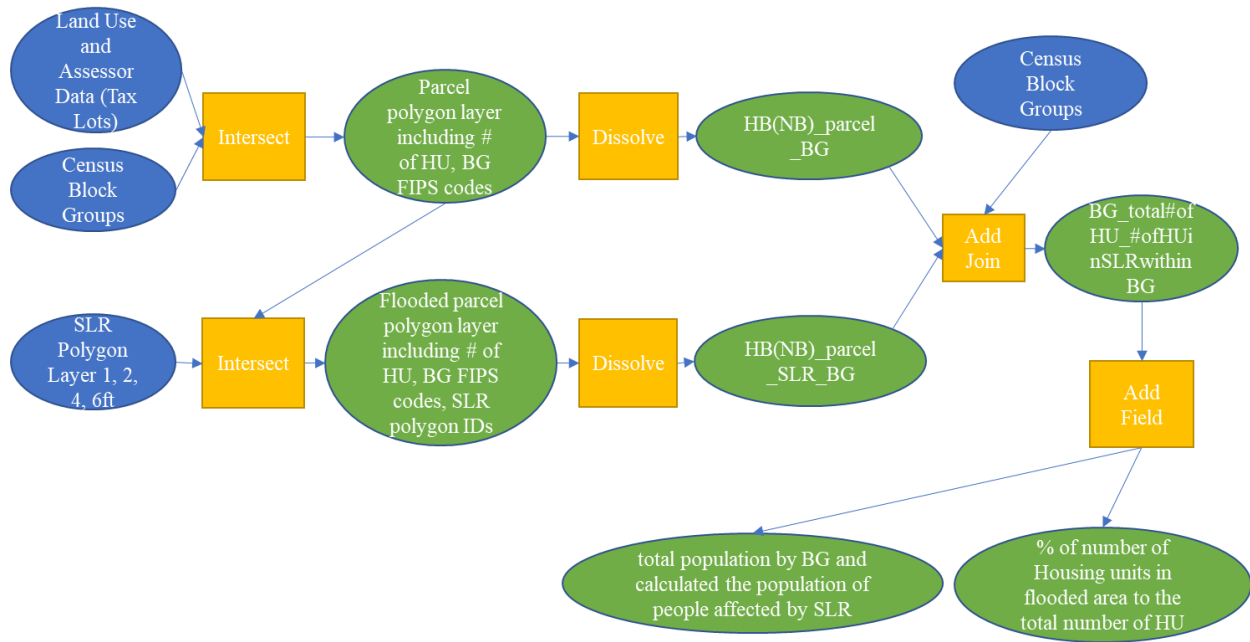 Land Use
and
Assessor
Data (Tax
Lots)
Census
Block
Groups
Intersect
Parcel
polygon layer
including #
of HU, BG
FIPS codes
Dissolve
HB(NB)_parcel
_BG
Census
Block
Groups
SLR
Polygon
Layer 1, 2,
4, 6ft
Intersect
Flooded parcel
polygon layer
including # of
HU, BG FIPS
codes, SLR
polygon IDs
Dissolve
HB(NB)_parcel
_SLR_BG
Add
Join
BG_total#of
HU_#ofHUi
nSLRwithin
BG
Add
Field
total population by BG and
calculated the population of
people affected by SLR
% of number of
Housing units in
flooded area to the
total number of HU